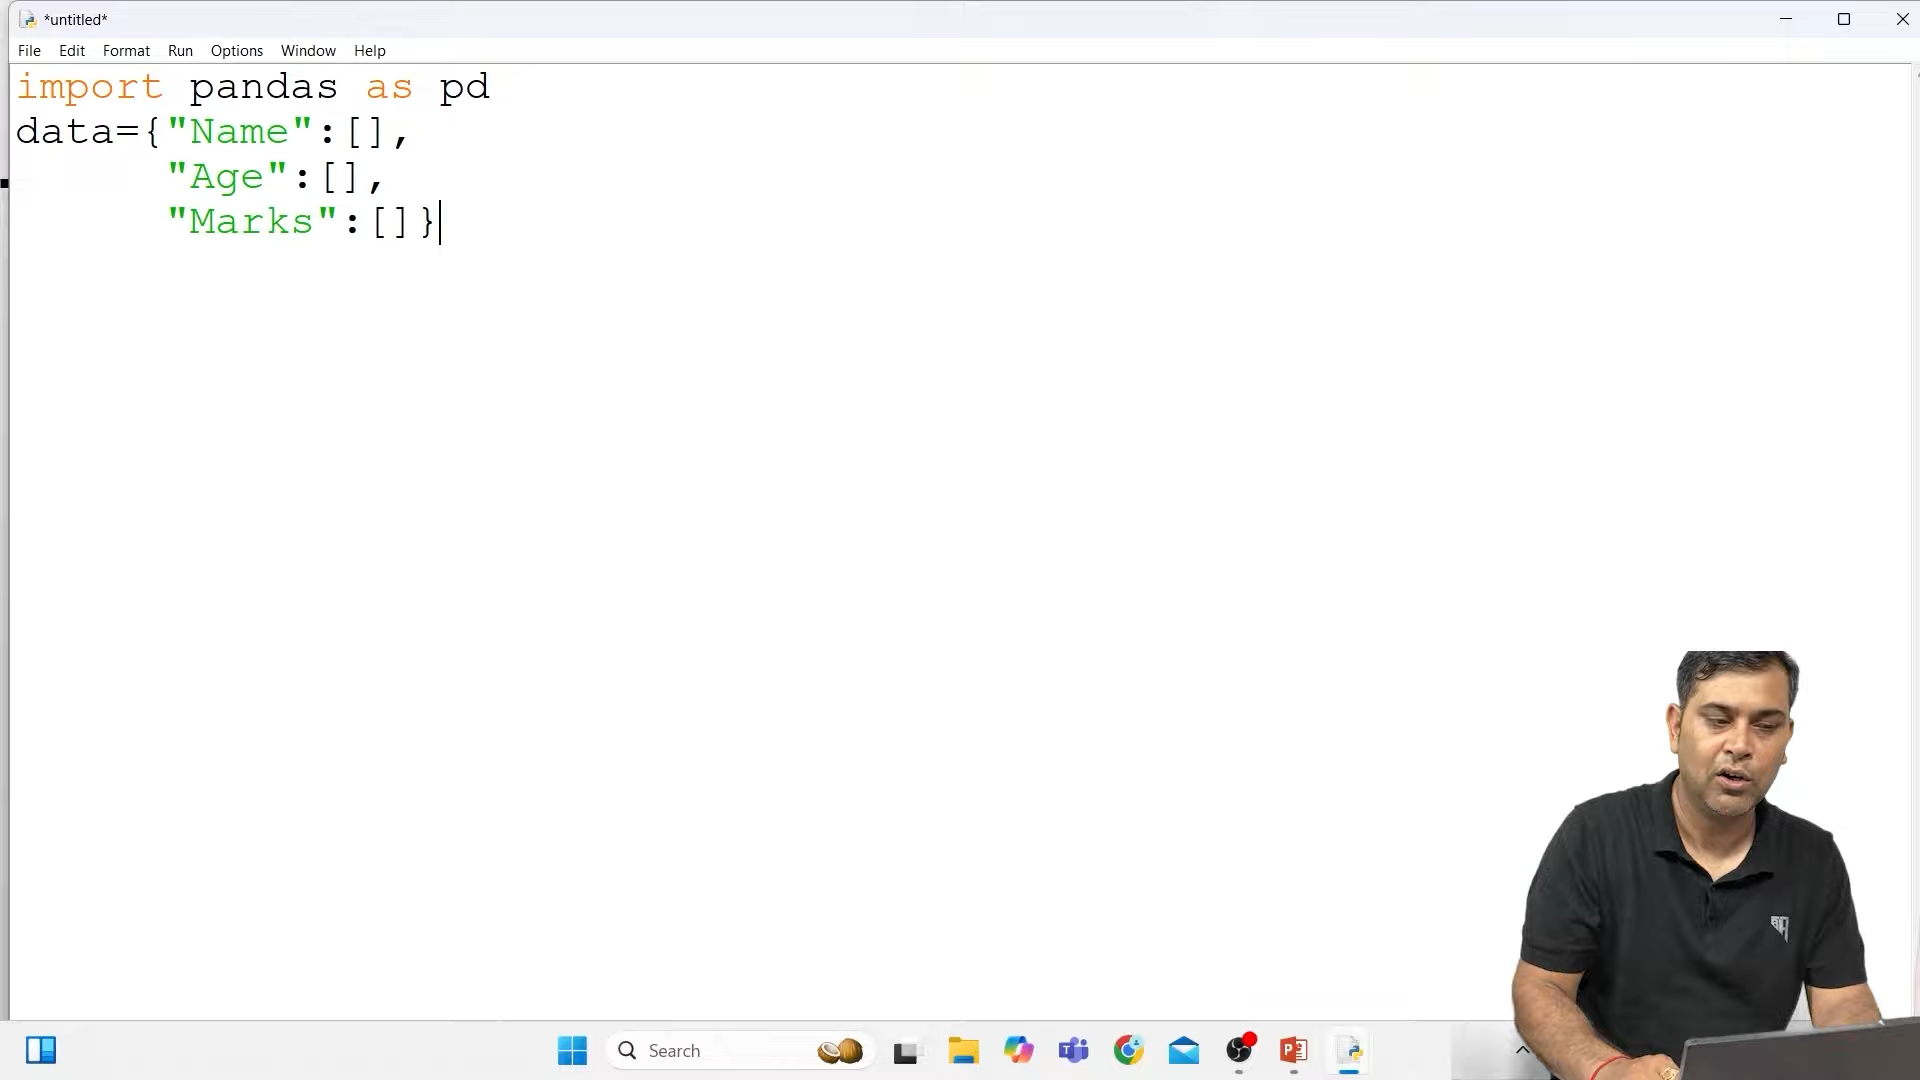 *untitled*
File Edit Format Run Options Window Help
import pandas as pd
data={"Name":[],
"Age":[],
"Marks":[]}
Search